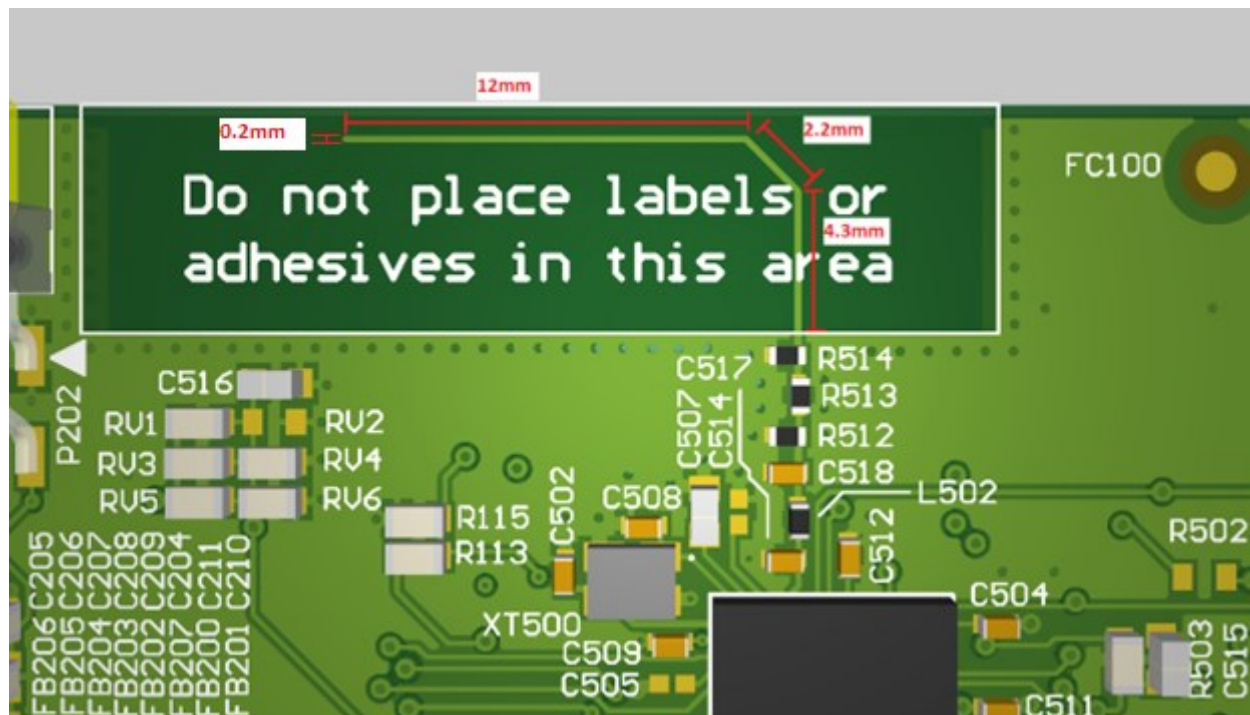 12mm
0.2mm
2.2mm
FC100
Do not place labels or
4.3mm
adhesives in this area
P202
C516
C517
R514
R513
RV1
RV2
C507
C514
R512
RV3
RV4
C518
RV5
RV6
C502
C508
L502
R115
R113
C512
R502
FB206 C205
FB205 C206
FB204 C207
FB203 C208
FB202 C209
FB207 C204
FB200 C211
FB201 C210
XT500
C504
C509
C505
R503
C515
C511